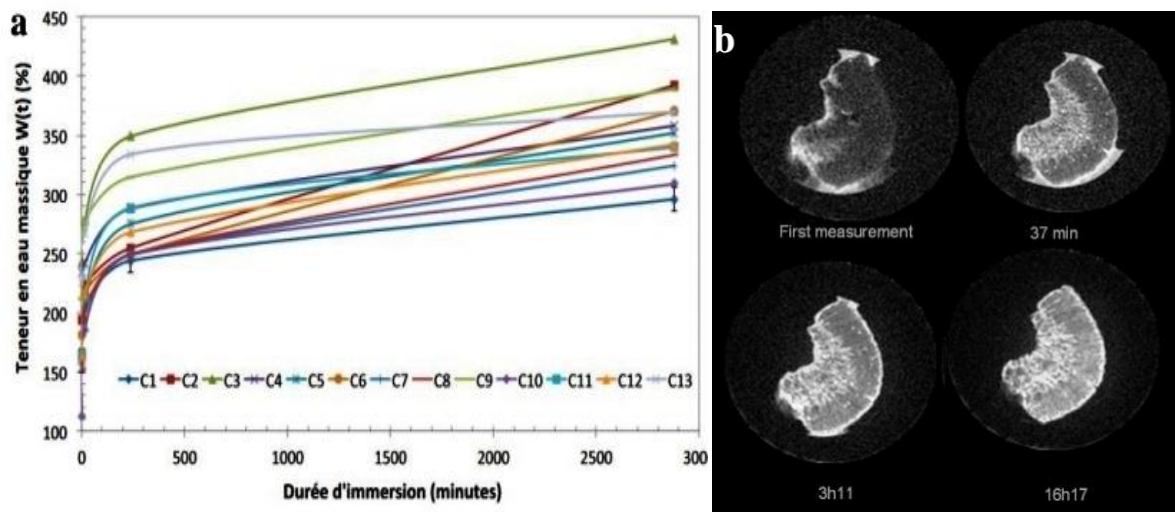 a
Teneur en eau massique W(t) (%)
450
400
350
300
250
200
150
100
C1 C2 C3 C4 C5 C6 C7 C8 C9 C10 C11 C12 C13
0 500 1000 1500 2000 2500 300
Durée d'immersion (minutes)
b
First measurement
37 min
3h11
16h17